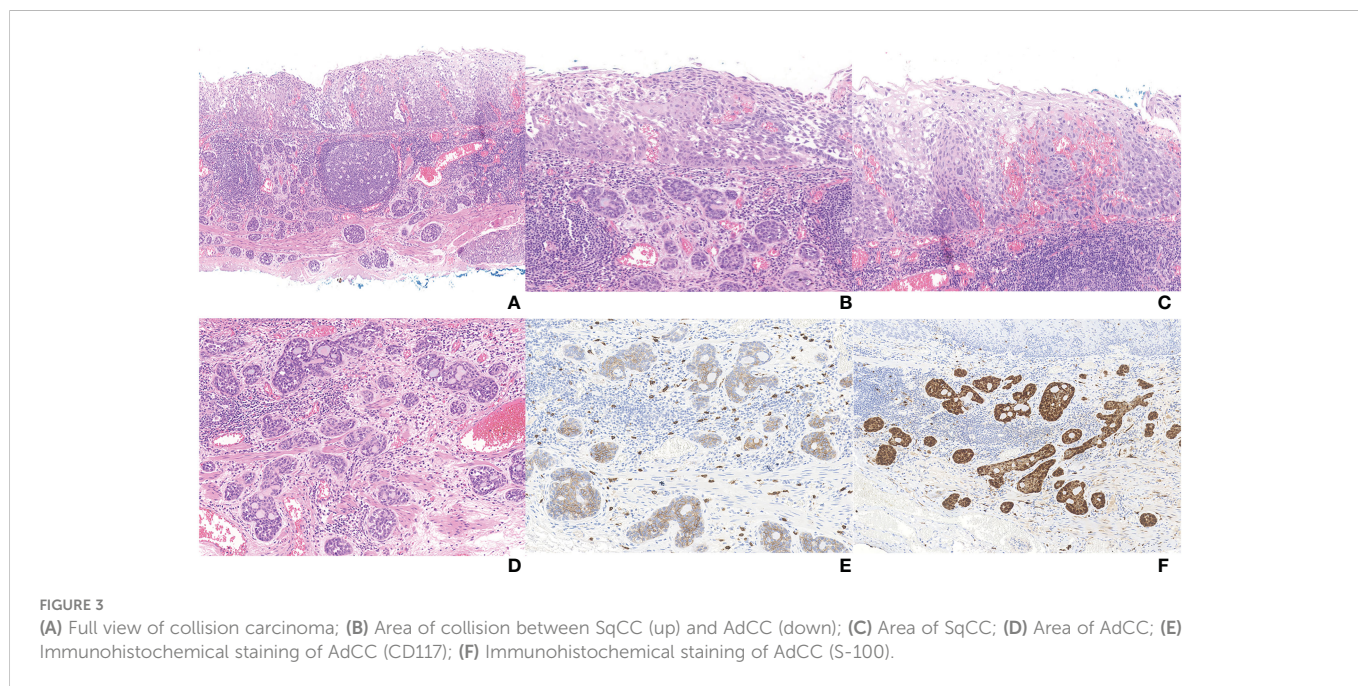 A
B
C
D
E
F
FIGURE 3
(A) Full view of collision carcinoma; (B) Area of collision between SqCC (up) and AdCC (down); (C) Area of SqCC; (D) Area of AdCC; (E)
Immunohistochemical staining of AdCC (CD117); (F) Immunohistochemical staining of AdCC (S-100).